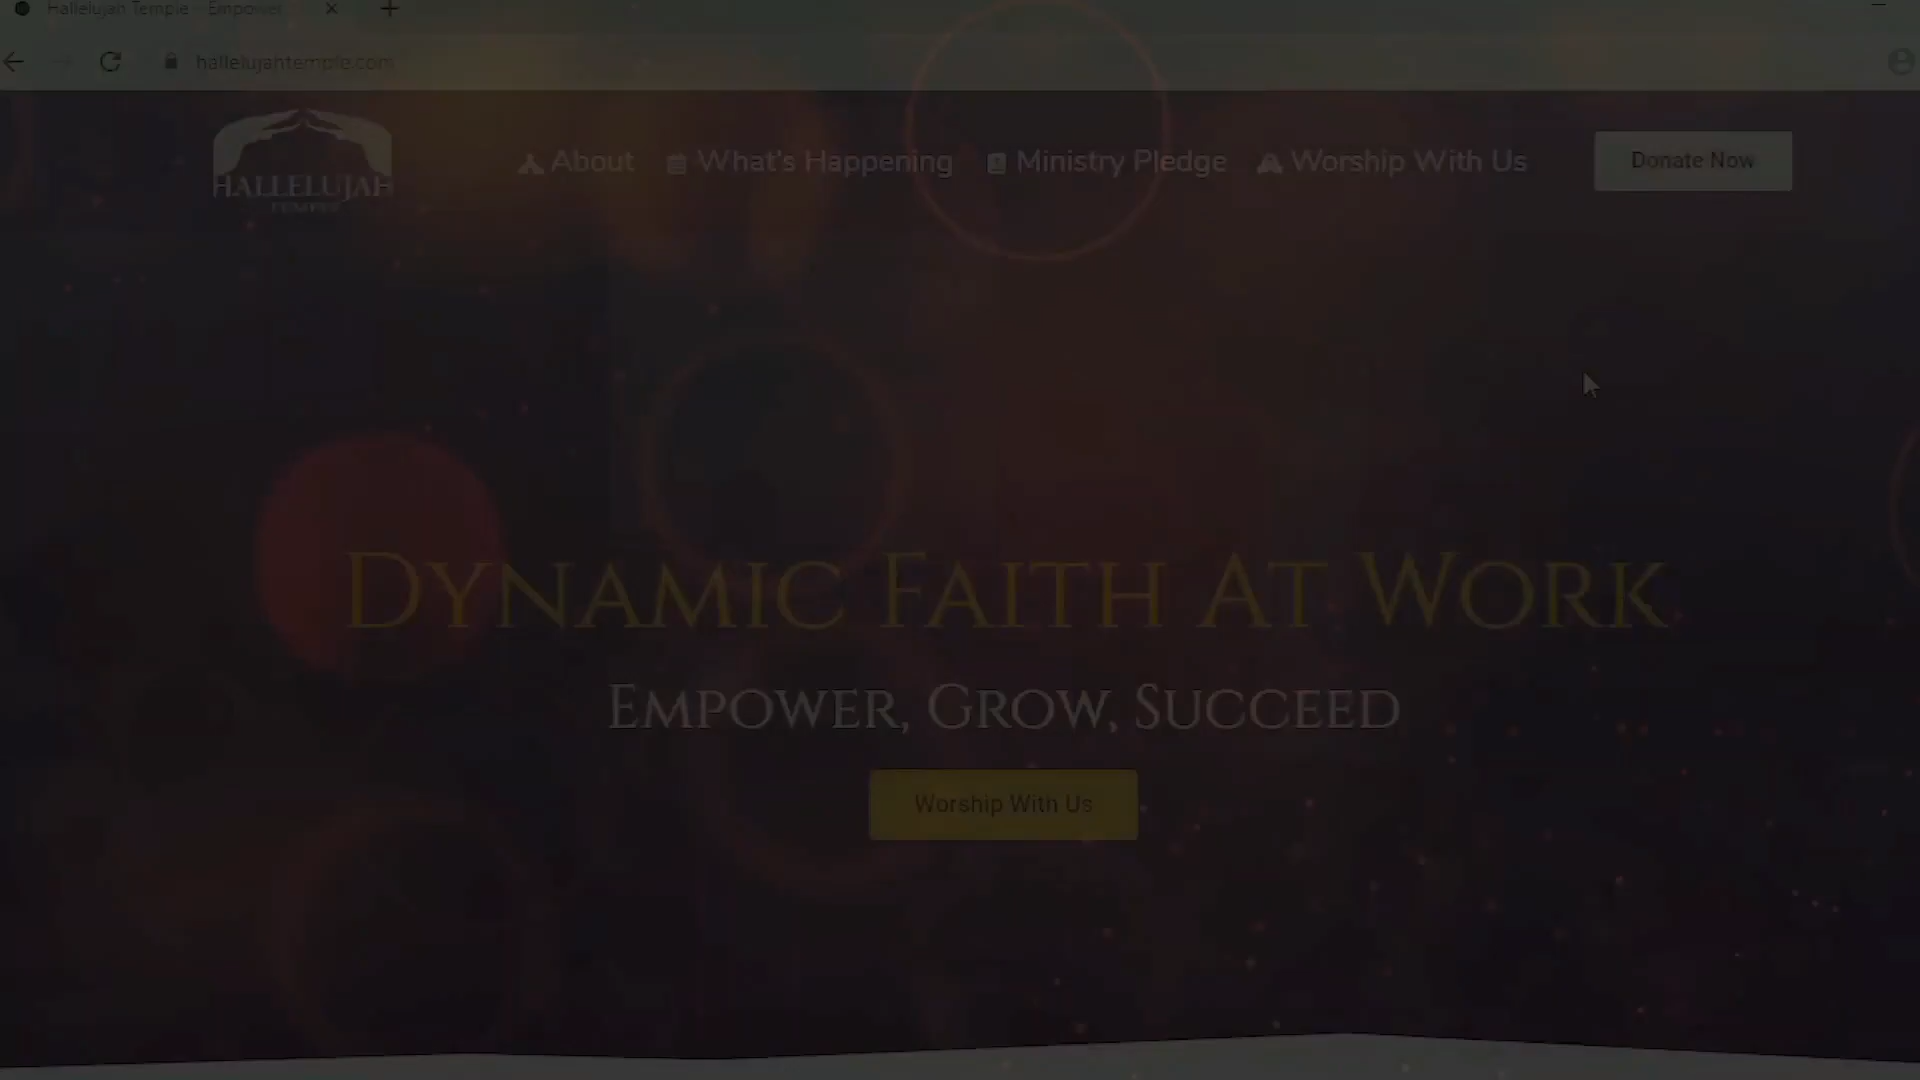 Hallelujah Temple - Empower
hallelujahtemple.com
HALLELUJAH
TEMPLE
About What's Happening Ministry Pledge Worship With Us Donate Now
DYNAMIC FAITH AT WORK
EMPOWER, GROW, SUCCEED
Worship With Us